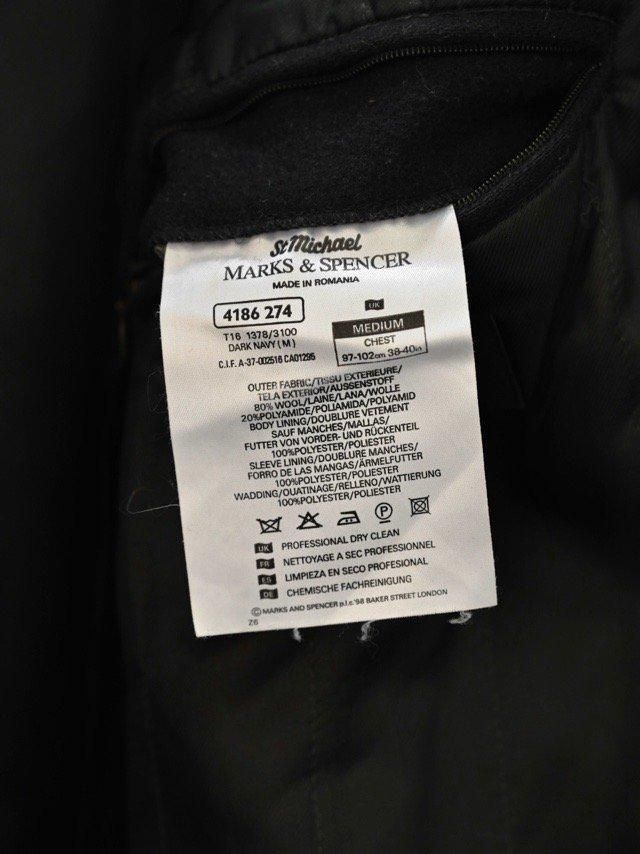 St Michael
MARKS & SPENCER
MADE IN ROMANIA
4186 274
T16 1378/3100
DARK NAVY ( M )
C.I.F. A-37-002516 CA01295
UK
MEDIUM
CHEST
97-102cm 38-40in
OUTER FABRIC/TISSU EXTERIEURE/
TELA EXTERIOR/AUSSENSTOFF
80% WOOL/LAINE/LANA/WOLLE
20%POLYAMIDE/POLIAMIDA/POLYAMID
BODY LINING/DOUBLURE VETEMENT
SAUF MANCHES/MALLAS/
FUTTER VON VORDER- UND RÜCKENTEIL
100%POLYESTER/POLIESTER
SLEEVE LINING/DOUBLURE MANCHES/
FORRO DE LAS MANGAS/ÄRMELFUTTER
100%POLYESTER/POLIESTER
WADDING/OUATINAGE/RELLENO/WATTIERUNG
100%POLYESTER/POLIESTER
P
UK PROFESSIONAL DRY CLEAN
FR NETTOYAGE A SEC PROFESSIONNEL
ES LIMPIEZA EN SECO PROFESIONAL
DE CHEMISCHE FACHREINIGUNG
© MARKS AND SPENCER p.l.c. '98 BAKER STREET LONDON
Z6